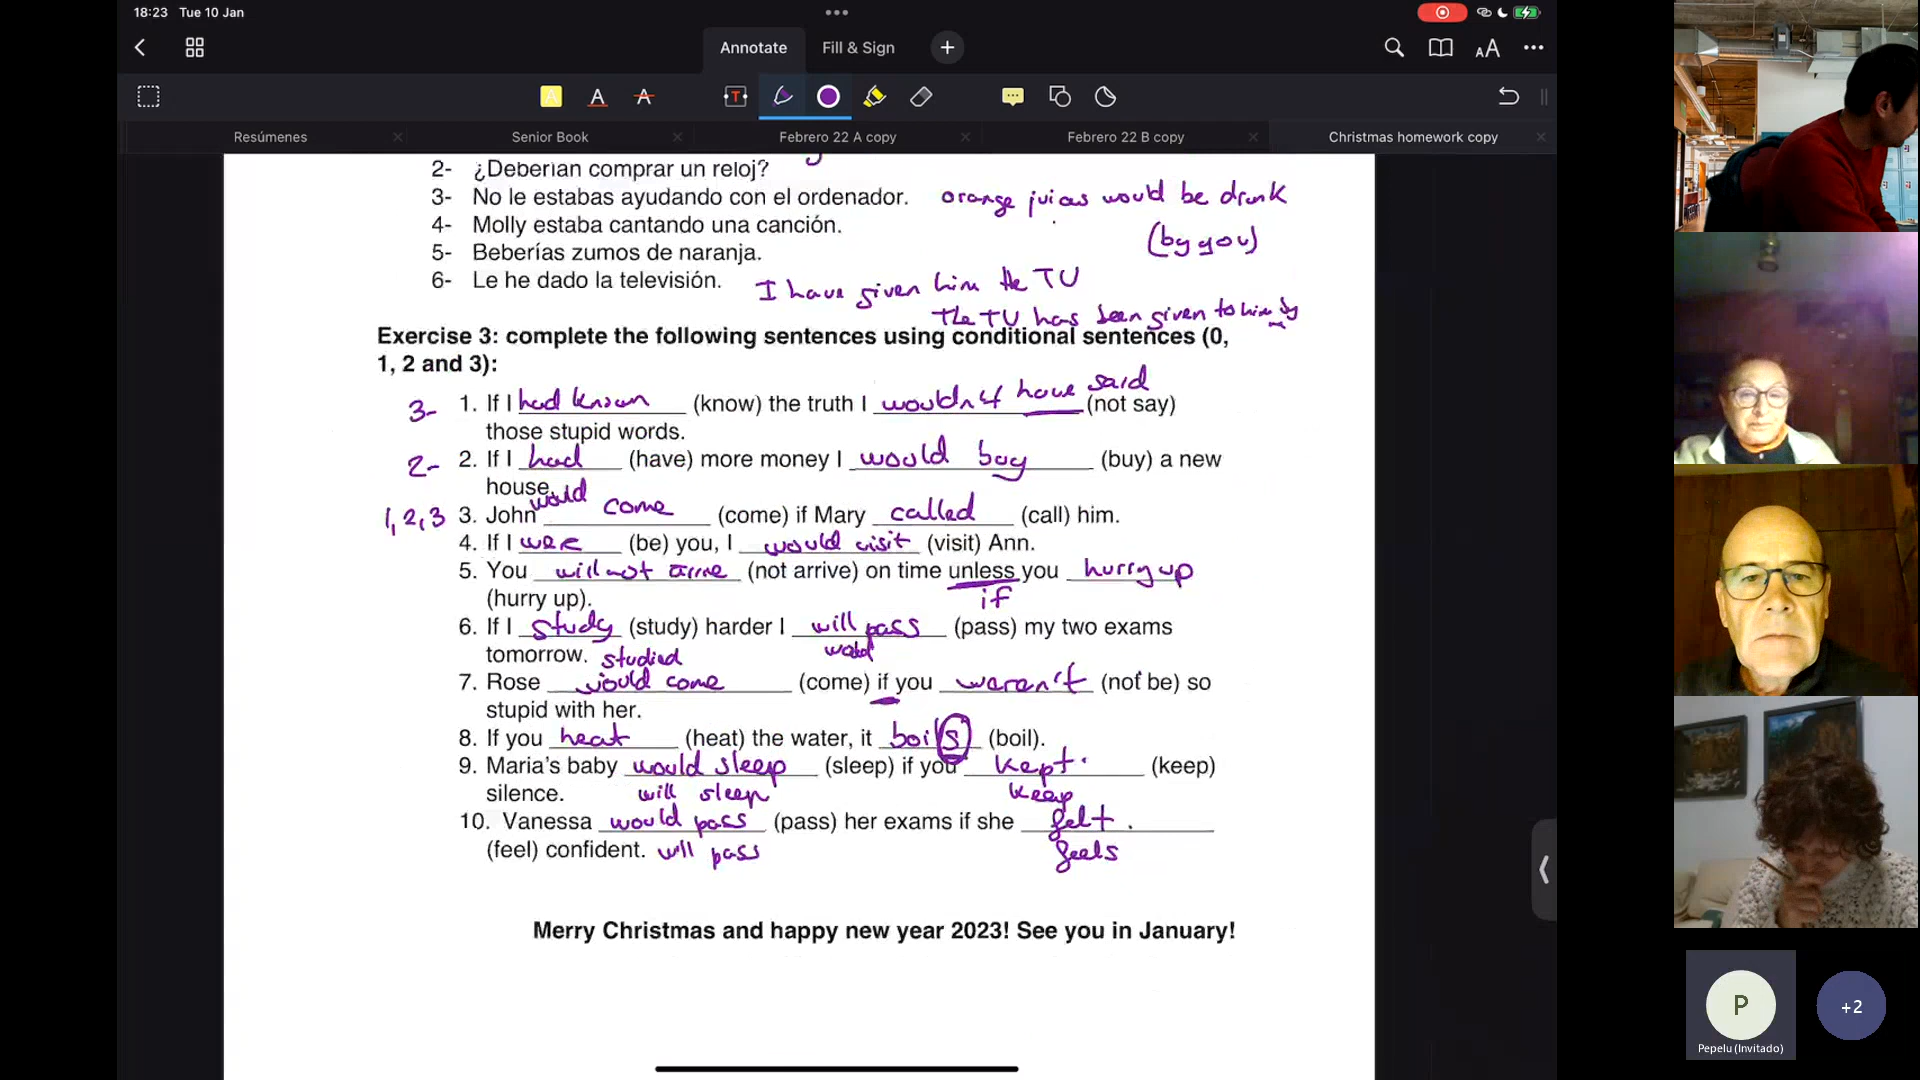 18:23 Tue 10 Jan
Annotate Fill & Sign
AA
A A A T
Resúmenes Senior Book Febrero 22 A copy Febrero 22 B copy Christmas homework copy
2- ¿Deberían comprar un reloj?
3- No le estabas ayudando con el ordenador. orange juices would be drunk
4- Molly estaba cantando una canción. (by you)
5- Beberías zumos de naranja.
6- Le he dado la televisión. I have given him the TV
The TV has been given to him by
Exercise 3: complete the following sentences using conditional sentences (0,
1, 2 and 3):
3- 1. If I had known (know) the truth I wouldn't have said (not say)
those stupid words.
2- 2. If I had (have) more money I would buy (buy) a new
house.
1, 2, 3 3. John would come (come) if Mary called (call) him.
4. If I were (be) you, I would visit (visit) Ann.
5. You will not arrive (not arrive) on time unless you hurry up
(hurry up). if
6. If I study (study) harder I will pass (pass) my two exams
tomorrow. studied would
7. Rose would come (come) if you weren't (not be) so
stupid with her.
8. If you heat (heat) the water, it boils (boil).
9. Maria's baby would sleep (sleep) if you kept. (keep)
silence. will sleep keep
10. Vanessa would pass (pass) her exams if she felt.
(feel) confident. will pass feels
Merry Christmas and happy new year 2023! See you in January!
P
Pepelu (Invitado)
+2